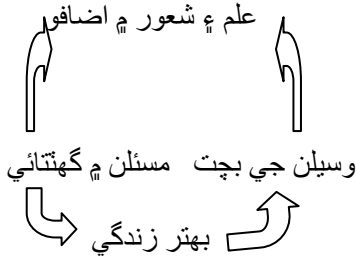 علم ۽ شعور ۾ اضافو
وسيلن جي بچت مسئلن ۾ گهٽتائي
بهتر زندگي